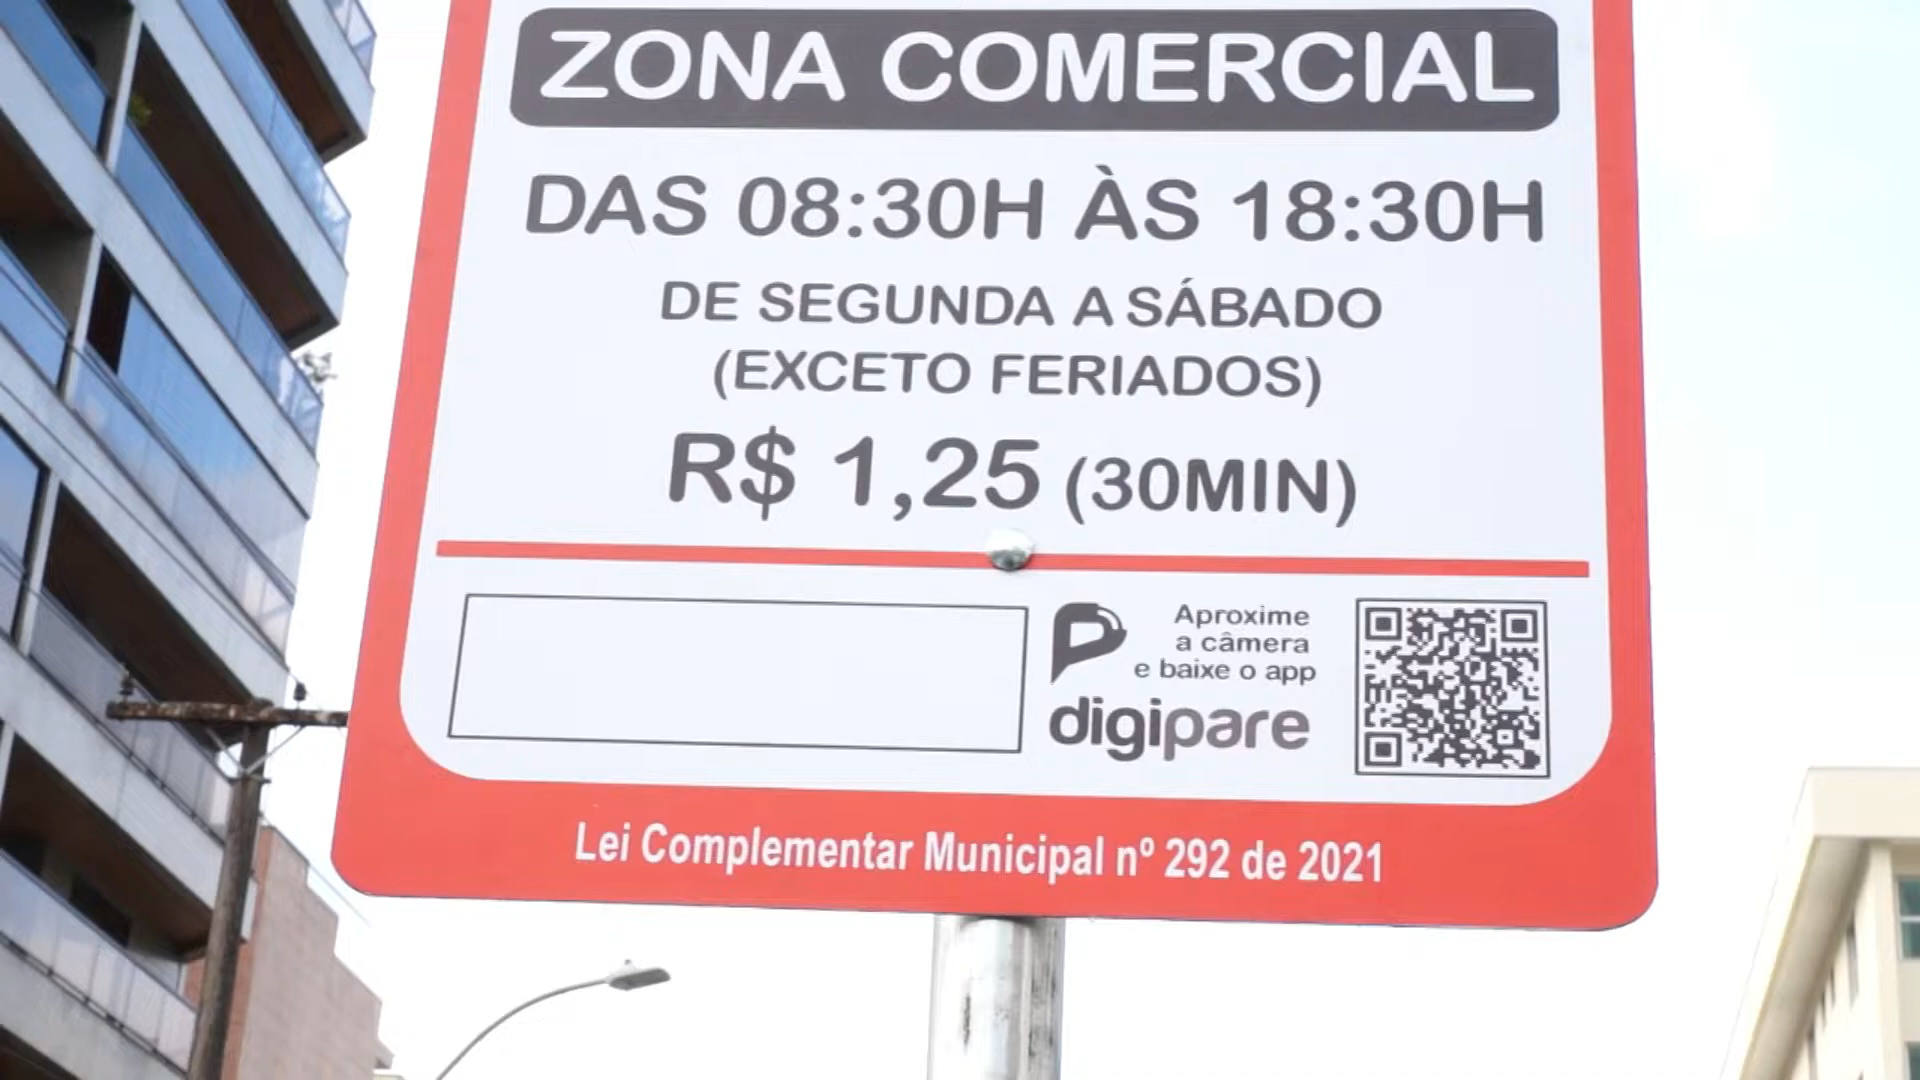 ZONA COMERCIAL
DAS 08:30H ÀS 18:30H
DE SEGUNDA A SÁBADO
(EXCETO FERIADOS)
R$ 1,25 (30MIN)
Aproxime
a câmera
e baixe o app
digipare
Lei Complementar Municipal nº 292 de 2021